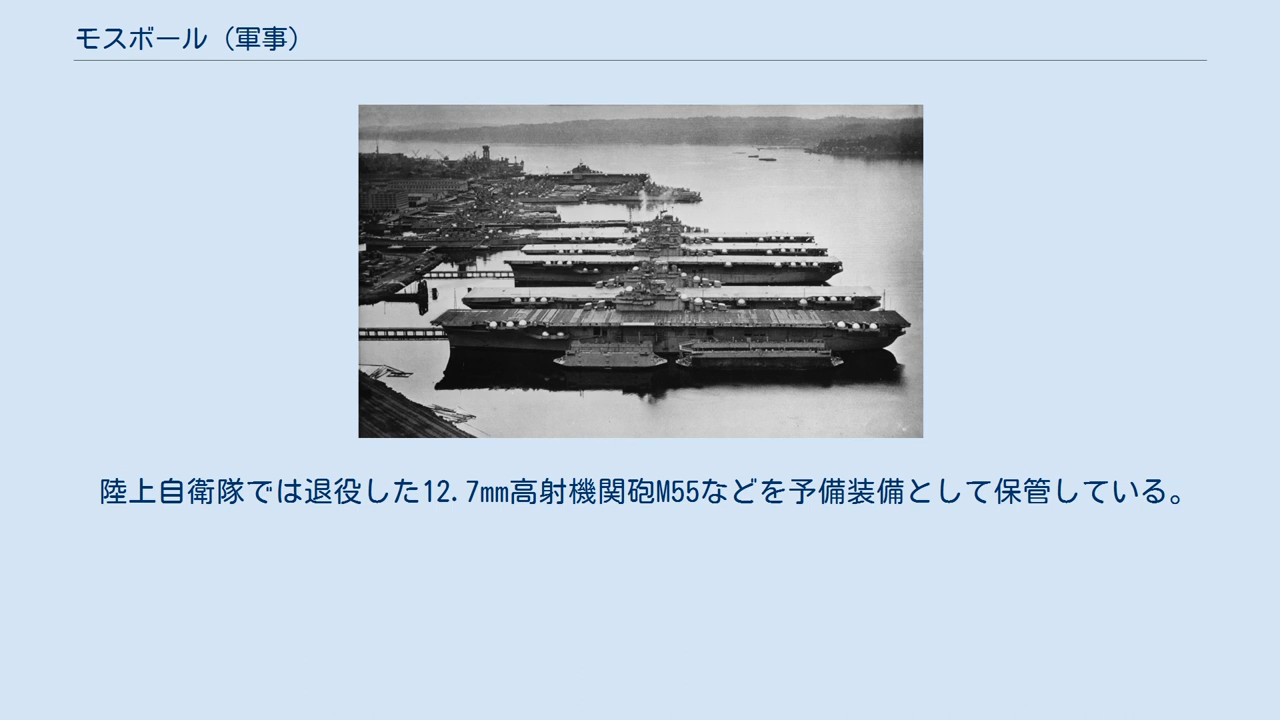 モスボール（軍事）
陸上自衛隊では退役した12.7mm高射機関砲M55などを予備装備として保管している。